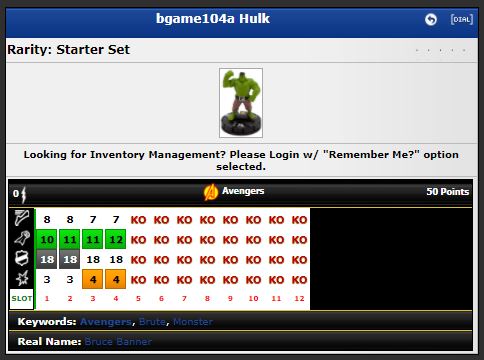 bgame104a Hulk
[DIAL]
Rarity: Starter Set
Looking for Inventory Management? Please Login w/ "Remember Me?" option
selected.
0 Avengers 50 Points
8 8 7 7 KO KO KO KO KO KO KO KO
10 11 11 12 KO KO KO KO KO KO KO KO
18 18 18 18 KO KO KO KO KO KO KO KO
3 3 4 4 KO KO KO KO KO KO KO KO
SLOT 1 2 3 4 5 6 7 8 9 10 11 12
Keywords: Avengers, Brute, Monster
Real Name: Bruce Banner